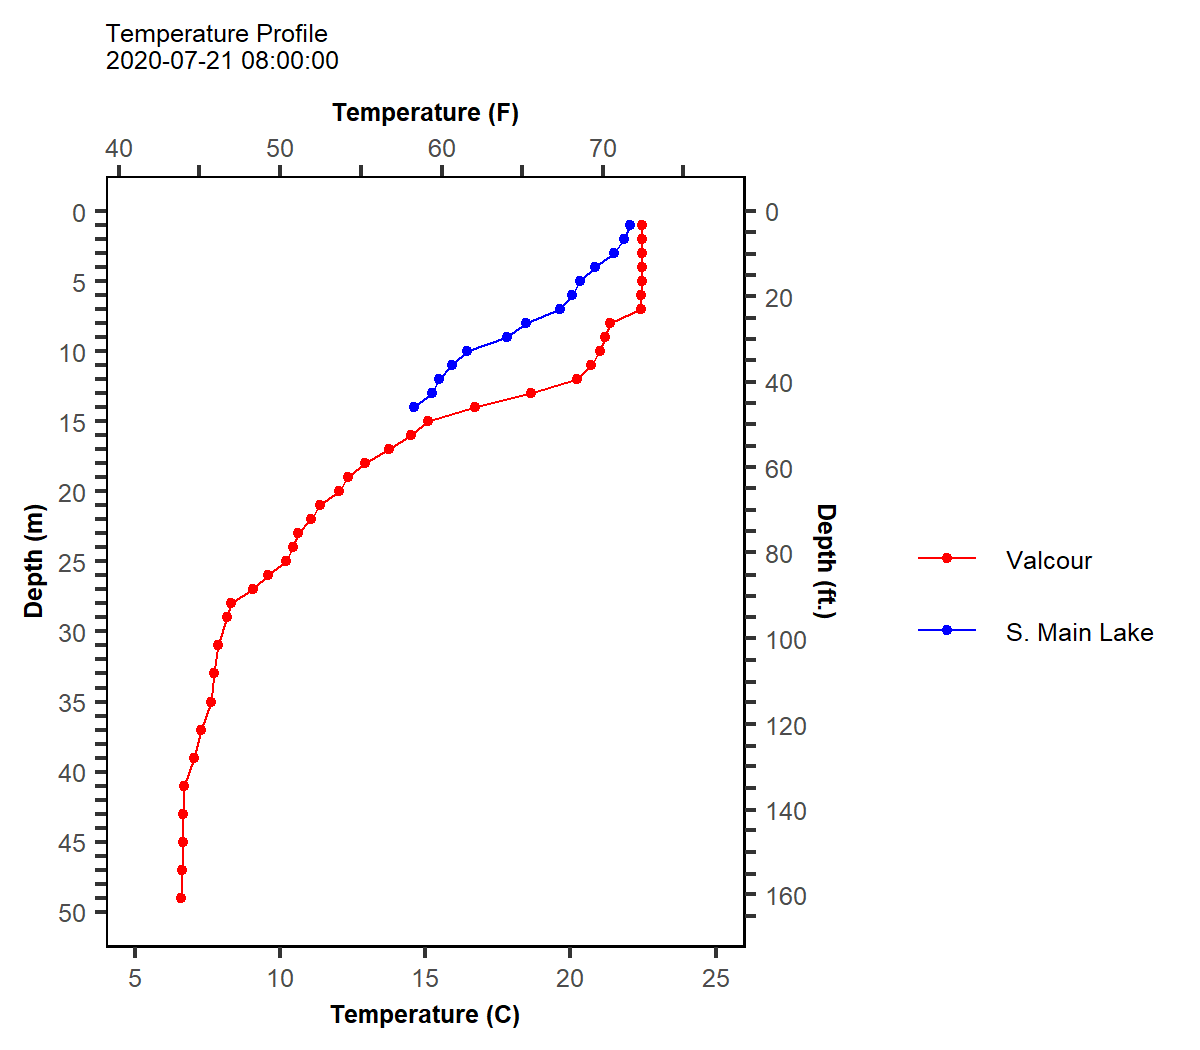 Temperature Profile
2020-07-21 08:00:00
Temperature (F)
40 50 60 70
0
5
10
15
20
25
30
35
40
45
50
Depth (m)
0
20
40
60
80
100
120
140
160
Depth (ft.)
Valcour
S. Main Lake
5 10 15 20 25
Temperature (C)